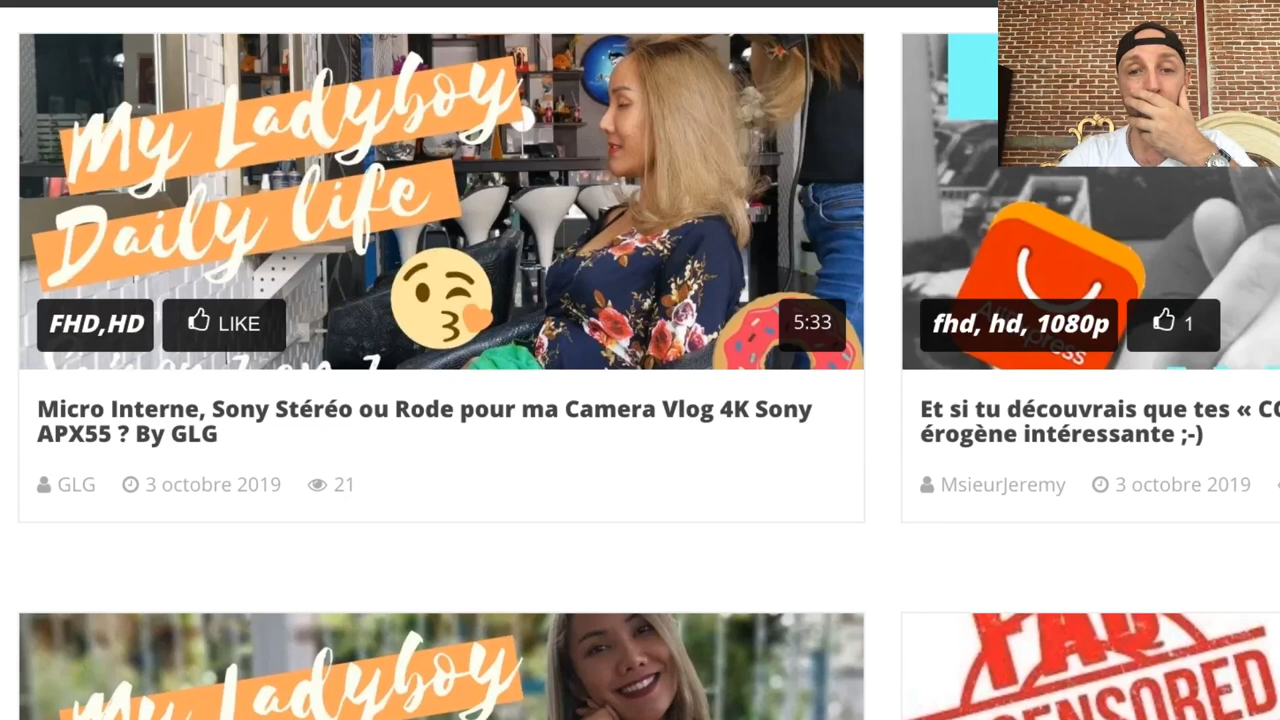 My Ladyboy,
Daily life
FHD,HD
LIKE
5:33
Micro Interne, Sony Stéréo ou Rode pour ma Camera Vlog 4K Sony
APX55 ? By GLG
GLG
3 octobre 2019
21
fhd, hd, 1080p
1
Et si tu découvrais que tes «
érogène intéressante ;-)
MsieurJeremy
3 octobre 2019
My Ladyboy
FAQ